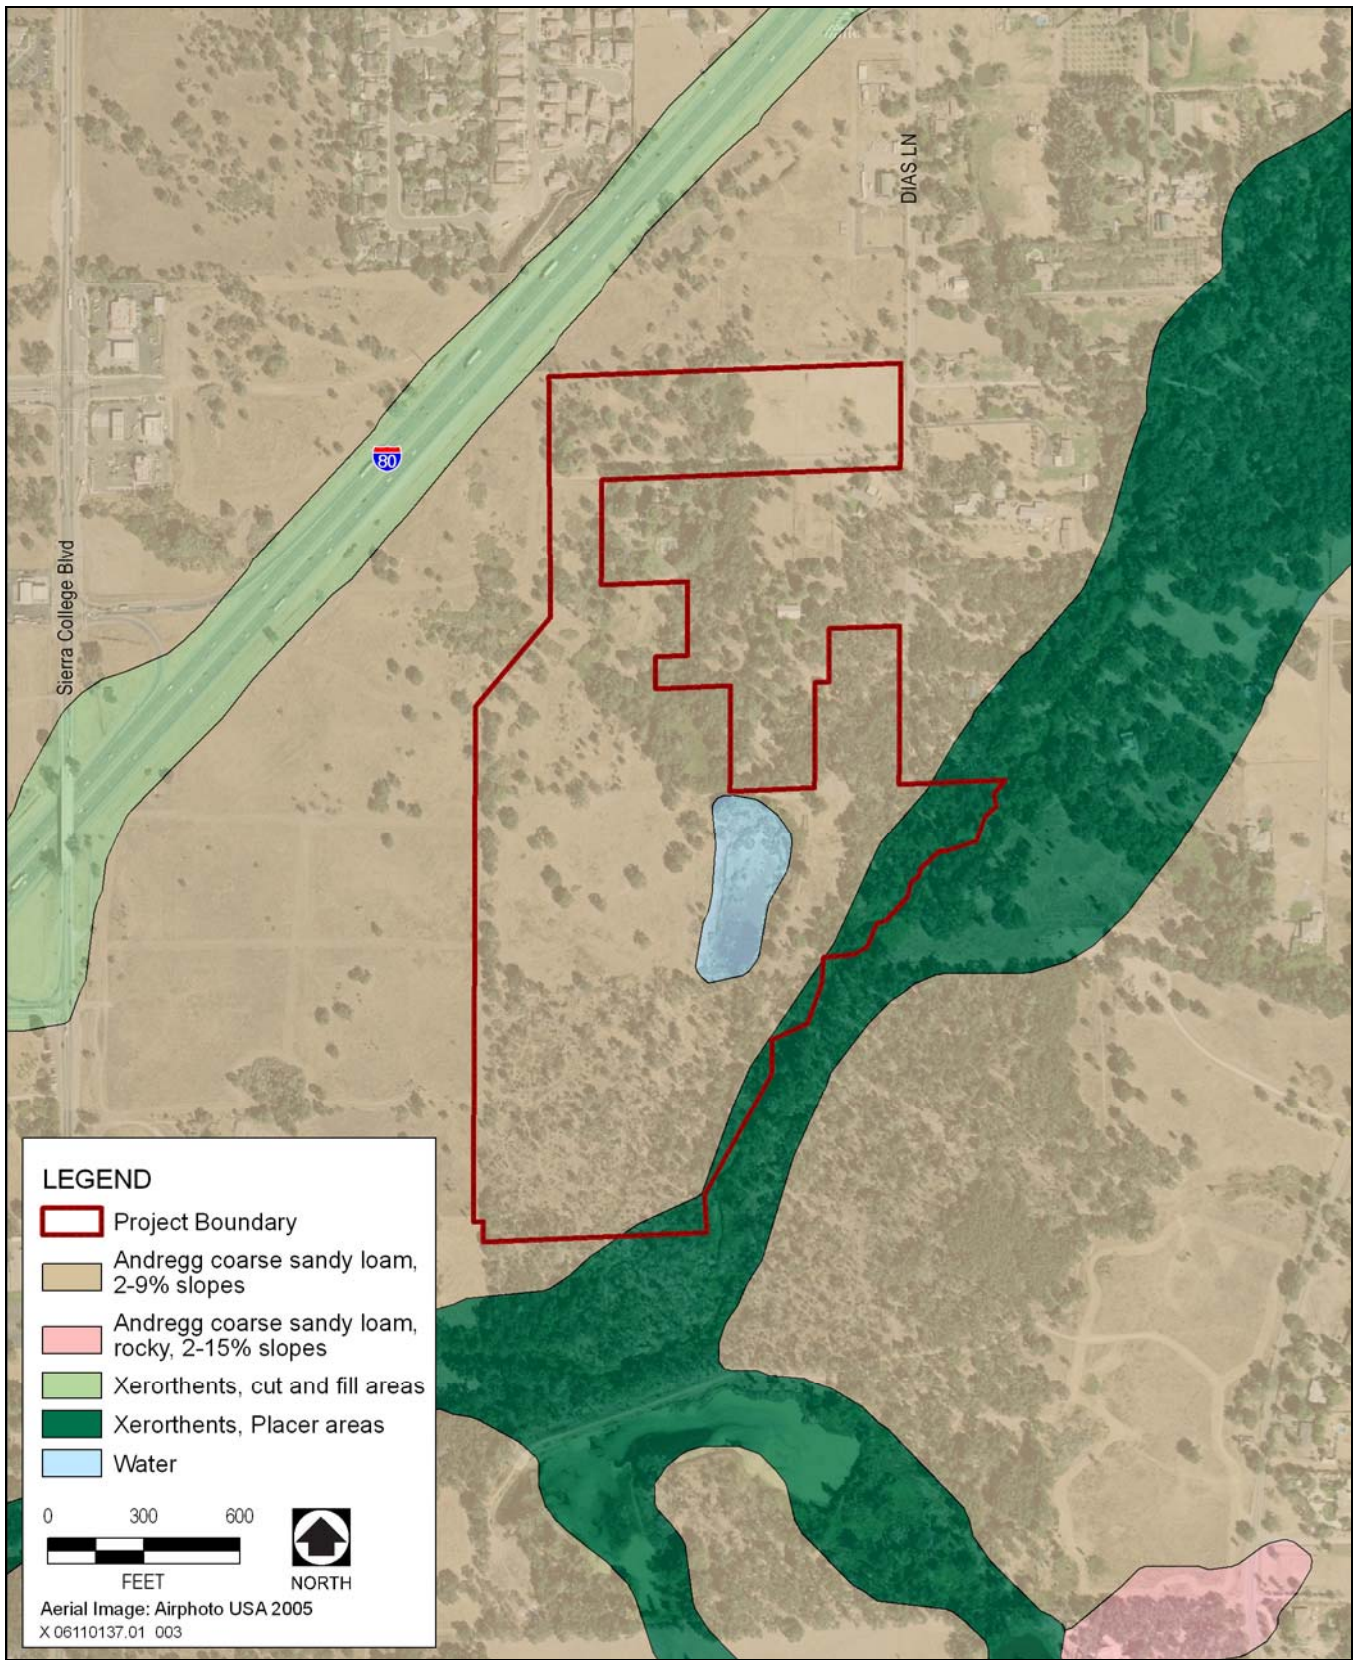 DIAS LN
80
Sierra College Blvd
LEGEND
Project Boundary
Andregg coarse sandy loam,
2-9% slopes
Andregg coarse sandy loam,
rocky, 2-15% slopes
Xerorthents, cut and fill areas
Xerorthents, Placer areas
Water
0 300 600
FEET
NORTH
Aerial Image: Airphoto USA 2005
X 06110137.01 003